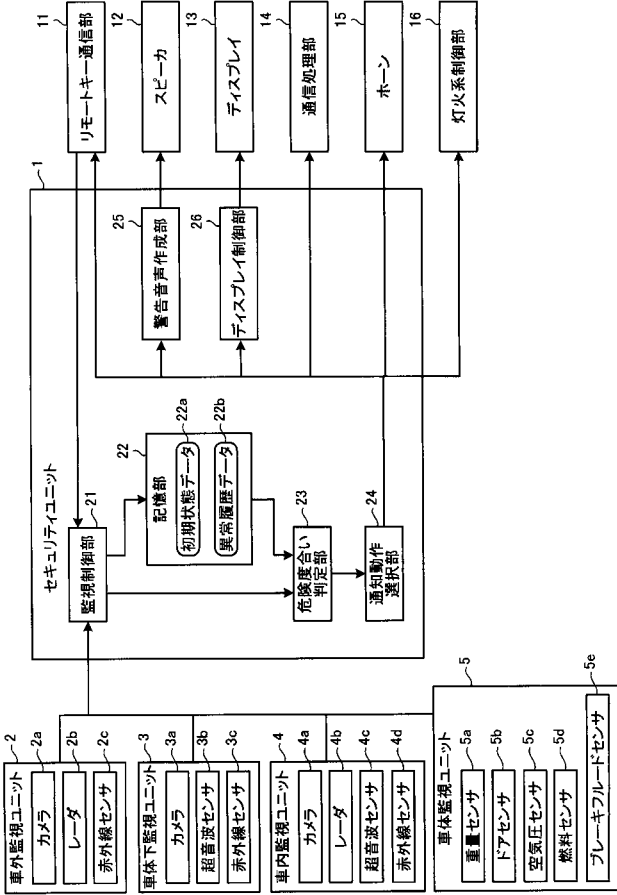 車外監視ユニット
2
カメラ
2a
レーダ
2b
赤外線センサ
2c
車体下監視ユニット
3
カメラ
3a
超音波センサ
3b
赤外線センサ
3c
車内監視ユニット
4
カメラ
4a
レーダ
4b
超音波センサ
4c
赤外線センサ
4d
車体監視ユニット
5
重量センサ
5a
ドアセンサ
5b
空気圧センサ
5c
燃料センサ
5d
ブレーキフルードセンサ
5e
セキュリティユニット
1
監視制御部
21
記憶部
22
初期状態データ
22a
異常履歴データ
22b
危険度合い
判定部
23
通知動作
選択部
24
警告音声作成部
25
ディスプレイ制御部
26
リモートキー通信部
11
スピーカ
12
ディスプレイ
13
通信処理部
14
ホーン
15
灯火系制御部
16